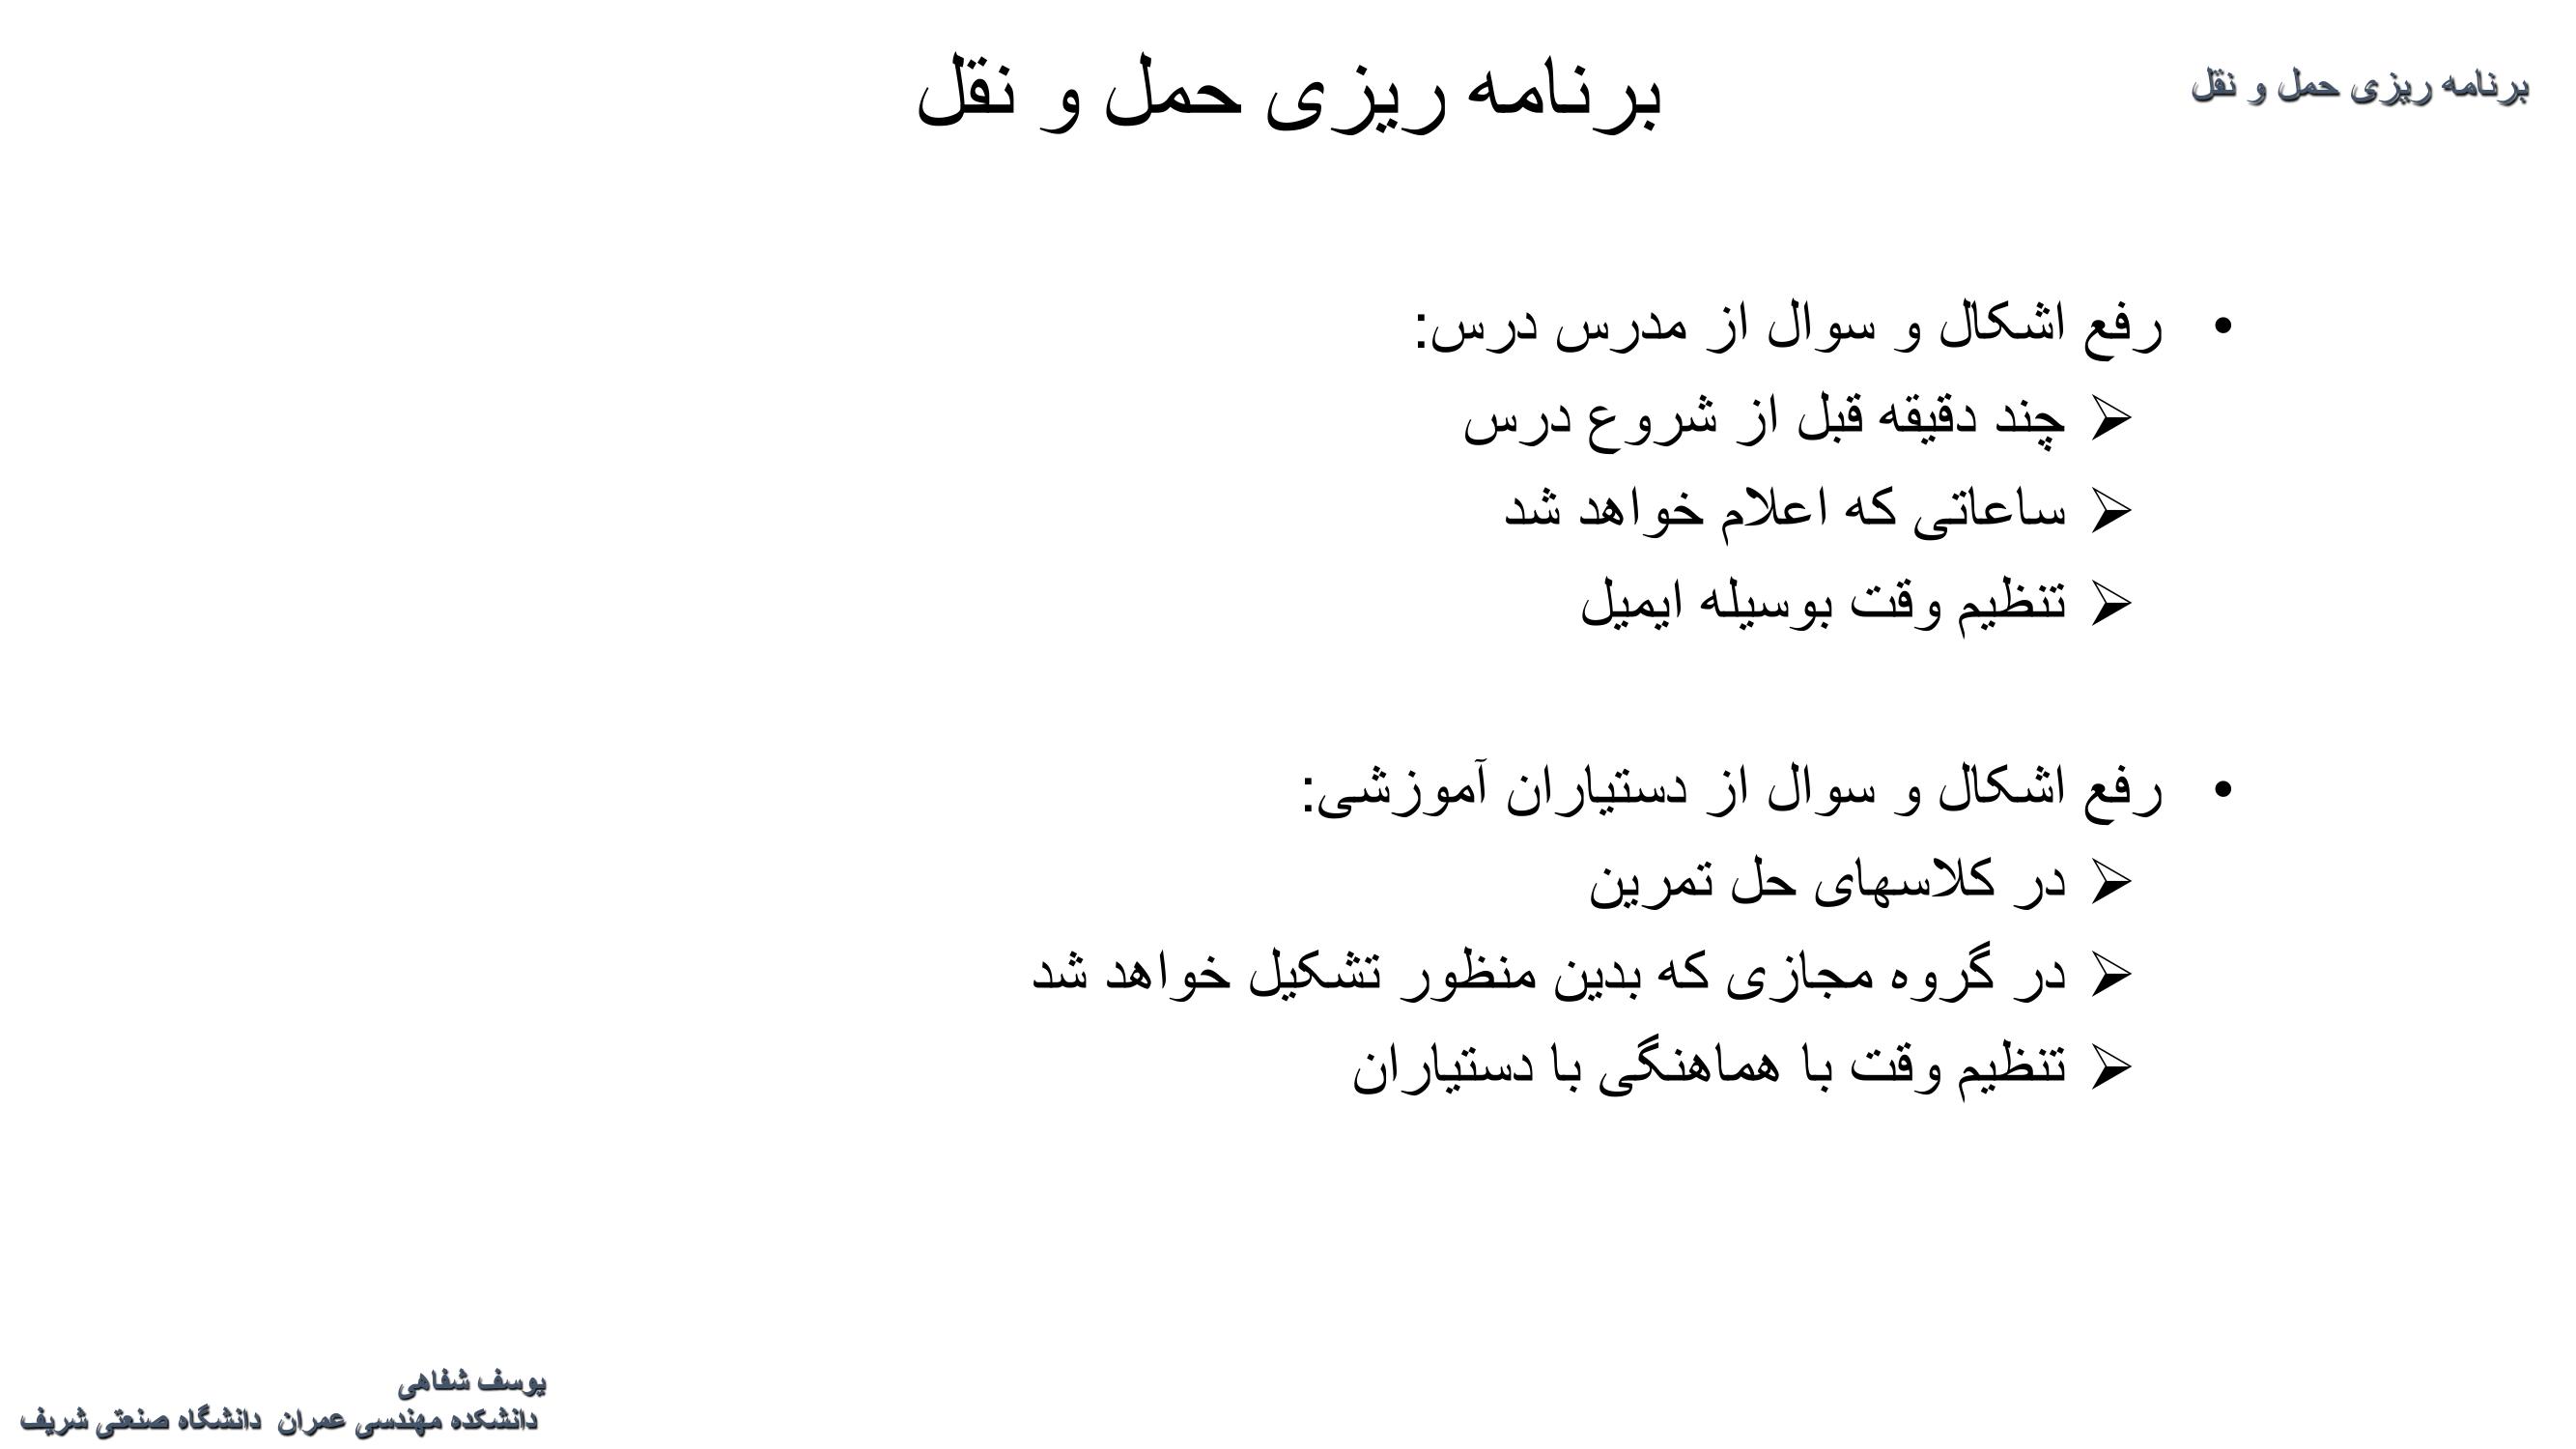 برنامه ریزی حمل و نقل
برنامه ریزی حمل و نقل
• رفع اشکال و سوال از مدرس درس:
➢ چند دقیقه قبل از شروع درس
➢ ساعاتی که اعلام خواهد شد
➢ تنظیم وقت بوسیله ایمیل
• رفع اشکال و سوال از دستیاران آموزشی:
➢ در کلاسهای حل تمرین
➢ در گروه مجازی که بدین منظور تشکیل خواهد شد
➢ تنظیم وقت با هماهنگی با دستیاران
یوسف شفاهی
دانشکده مهندسی عمران دانشگاه صنعتی شریف